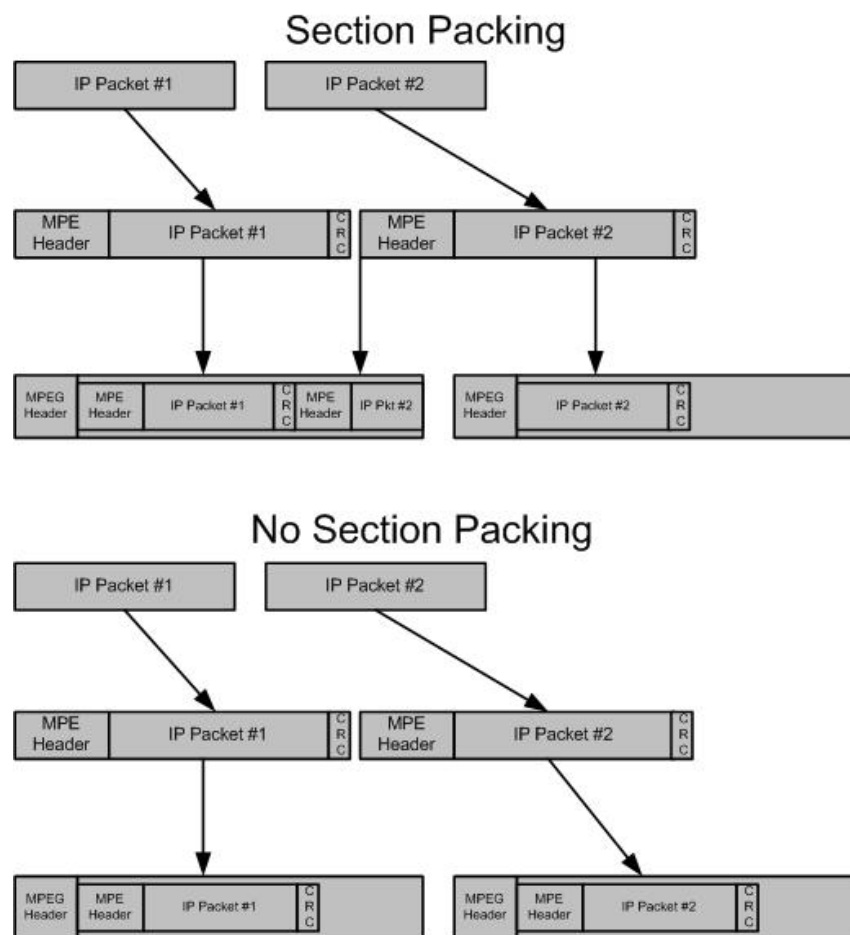 Section Packing
IP Packet #1
IP Packet #2
MPE
Header
IP Packet #1
C
R
C
MPE
Header
IP Packet #2
C
R
C
MPEG
Header
MPE
Header
IP Packet #1
C
R
C
MPE
Header
IP Pkt #2
MPEG
Header
IP Packet #2
C
R
C
No Section Packing
IP Packet #1
IP Packet #2
MPE
Header
IP Packet #1
C
R
C
MPE
Header
IP Packet #2
C
R
C
MPEG
Header
MPE
Header
IP Packet #1
C
R
C
MPEG
Header
MPE
Header
IP Packet #2
C
R
C